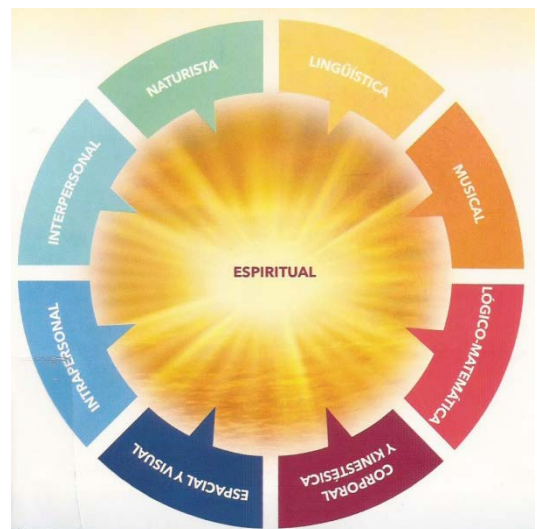 NATURISTA
LINGÜÍSTICA
MUSICAL
LÓGICO-MATEMÁTICA
CORPORAL
Y KINESTÉSICA
ESPACIAL Y VISUAL
INTRAPERSONAL
INTERPERSONAL
ESPIRITUAL